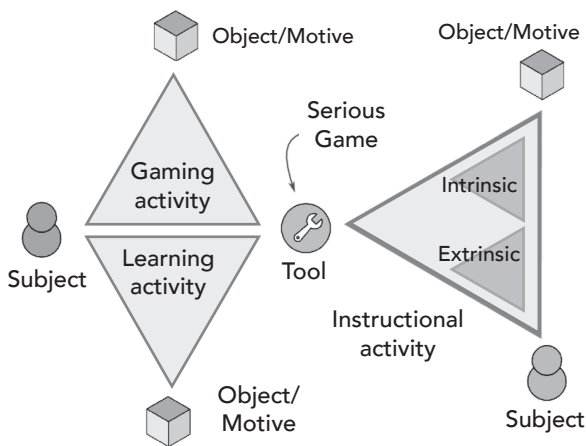 Object/Motive
Object/Motive
Serious
Game
Gaming
activity
Intrinsic
Subject
Learning
activity
Tool
Extrinsic
Instructional
activity
Object/
Motive
Subject